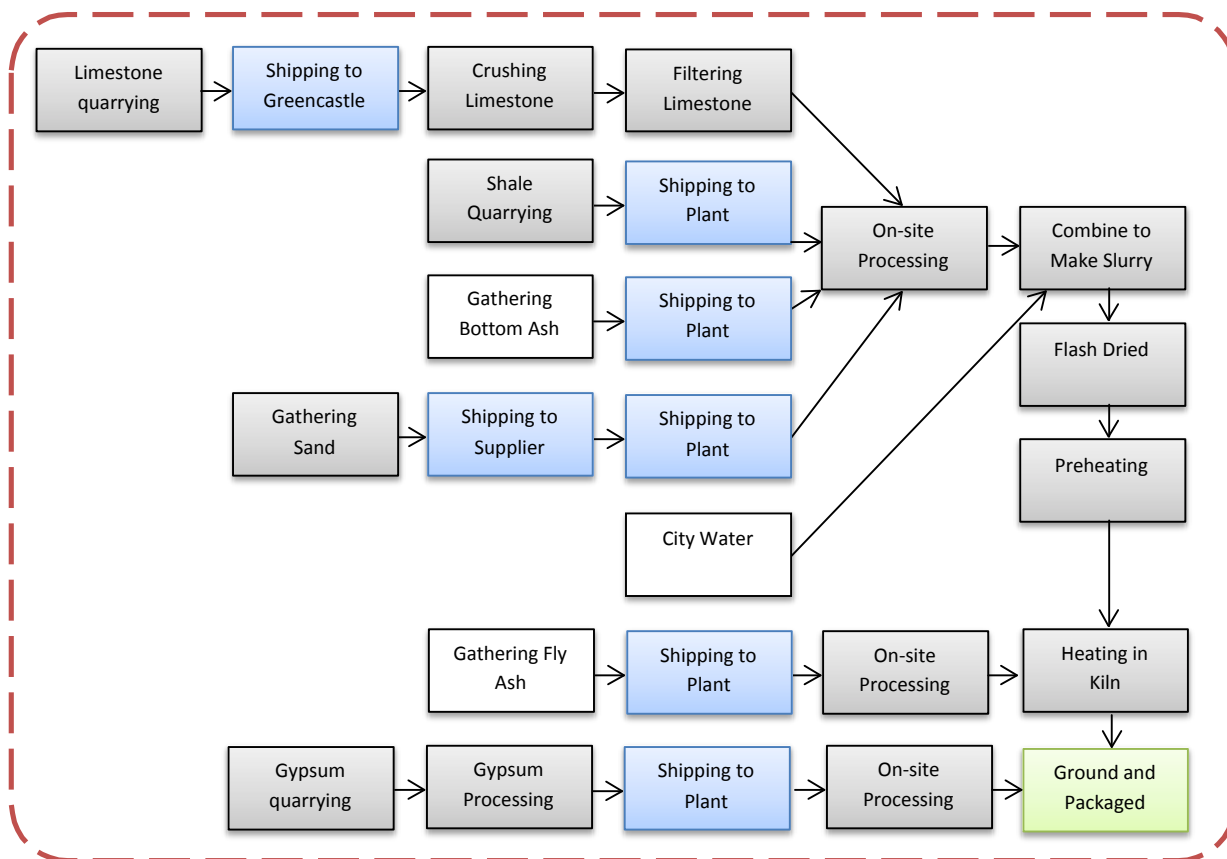 Limestone
quarrying
Shipping to
Greencastle
Crushing
Limestone
Filtering
Limestone
Shale
Quarrying
Shipping to
Plant
On-site
Processing
Combine to
Make Slurry
Gathering
Bottom Ash
Shipping to
Plant
Flash Dried
Gathering
Sand
Shipping to
Supplier
Shipping to
Plant
Preheating
City Water
Gathering Fly
Ash
Shipping to
Plant
On-site
Processing
Heating in
Kiln
Gypsum
quarrying
Gypsum
Processing
Shipping to
Plant
On-site
Processing
Ground and
Packaged